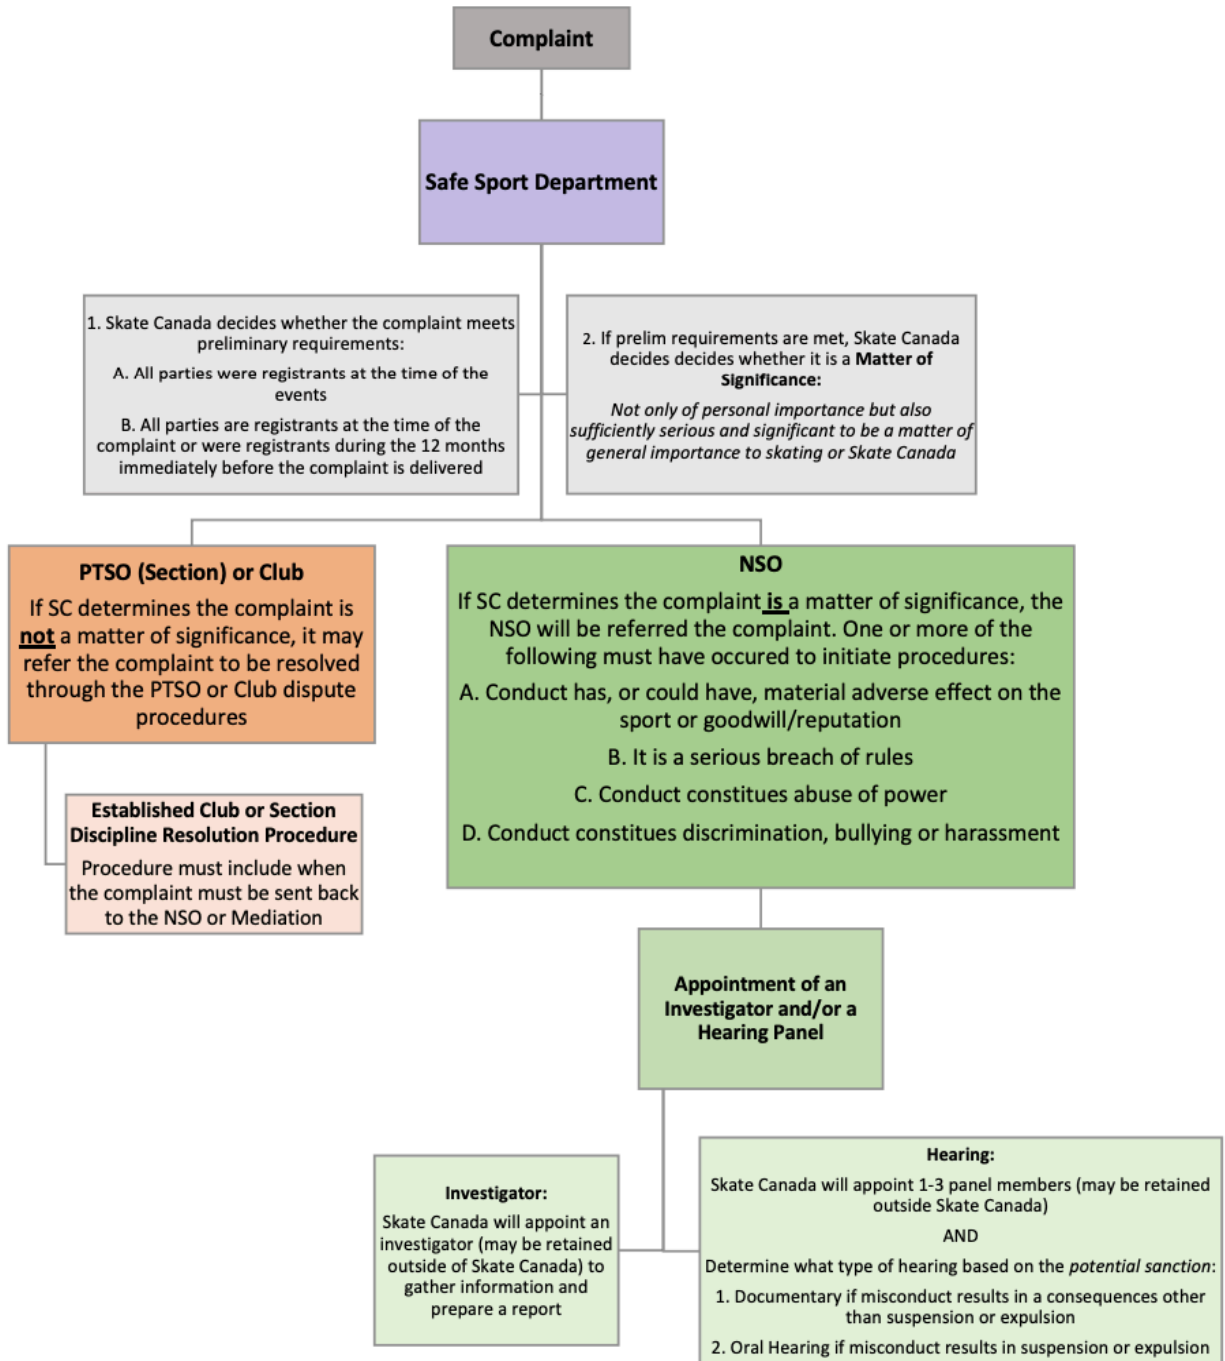 Complaint
Safe Sport Department
1. Skate Canada decides whether the complaint meets
preliminary requirements:
A. All parties were registrants at the time of the
events
B. All parties are registrants at the time of the
complaint or were registrants during the 12 months
immediately before the complaint is delivered
2. If prelim requirements are met, Skate Canada
decides decides whether it is a Matter of
Significance:
Not only of personal importance but also
sufficiently serious and significant to be a matter of
general importance to skating or Skate Canada
PTSO (Section) or Club
If SC determines the complaint is
not a matter of significance, it may
refer the complaint to be resolved
through the PTSO or Club dispute
procedures
Established Club or Section
Discipline Resolution Procedure
Procedure must include when
the complaint must be sent back
to the NSO or Mediation
NSO
If SC determines the complaint is a matter of significance, the
NSO will be referred the complaint. One or more of the
following must have occured to initiate procedures:
A. Conduct has, or could have, material adverse effect on the
sport or goodwill/reputation
B. It is a serious breach of rules
C. Conduct constitues abuse of power
D. Conduct constitues discrimination, bullying or harassment
Appointment of an
Investigator and/or a
Hearing Panel
Investigator:
Skate Canada will appoint an
investigator (may be retained
outside of Skate Canada) to
gather information and
prepare a report
Hearing:
Skate Canada will appoint 1-3 panel members (may be retained
outside Skate Canada)
AND
Determine what type of hearing based on the potential sanction:
1. Documentary if misconduct results in a consequences other
than suspension or expulsion
2. Oral Hearing if misconduct results in suspension or expulsion